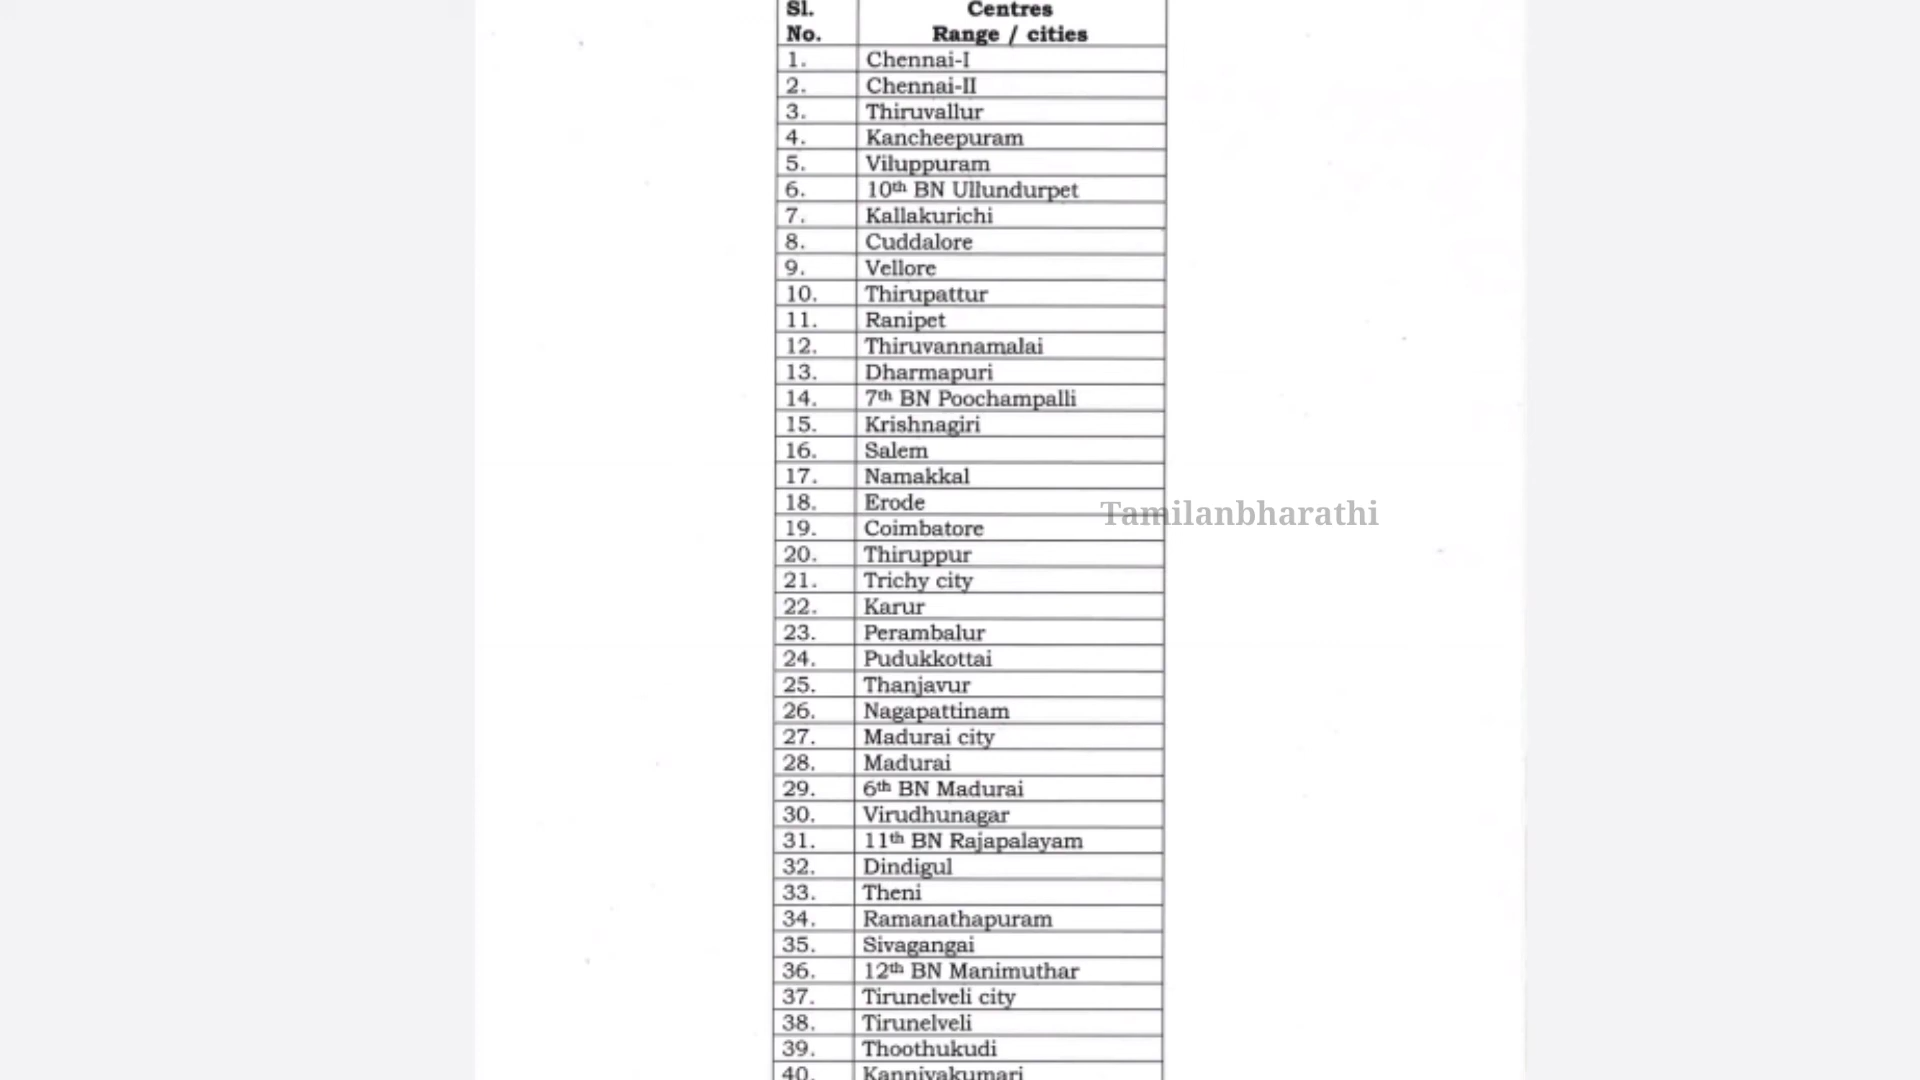 Sl. Centres
No. Range / cities
1. Chennai-I
2. Chennai-II
3. Thiruvallur
4. Kancheepuram
5. Viluppuram
6. 10th BN Ullundurpet
7. Kallakurichi
8. Cuddalore
9. Vellore
10. Thirupattur
11. Ranipet
12. Thiruvannamalai
13. Dharmapuri
14. 7th BN Poochampalli
15. Krishnagiri
16. Salem
17. Namakkal
18. Erode
Tamilanbharathi
19. Coimbatore
20. Thiruppur
21. Trichy city
22. Karur
23. Perambalur
24. Pudukkottai
25. Thanjavur
26. Nagapattinam
27. Madurai city
28. Madurai
29. 6th BN Madurai
30. Virudhunagar
31. 11th BN Rajapalayam
32. Dindigul
33. Theni
34. Ramanathapuram
35. Sivagangai
36. 12th BN Manimuthar
37. Tirunelveli city
38. Tirunelveli
39. Thoothukudi
40. Kanniyakumari